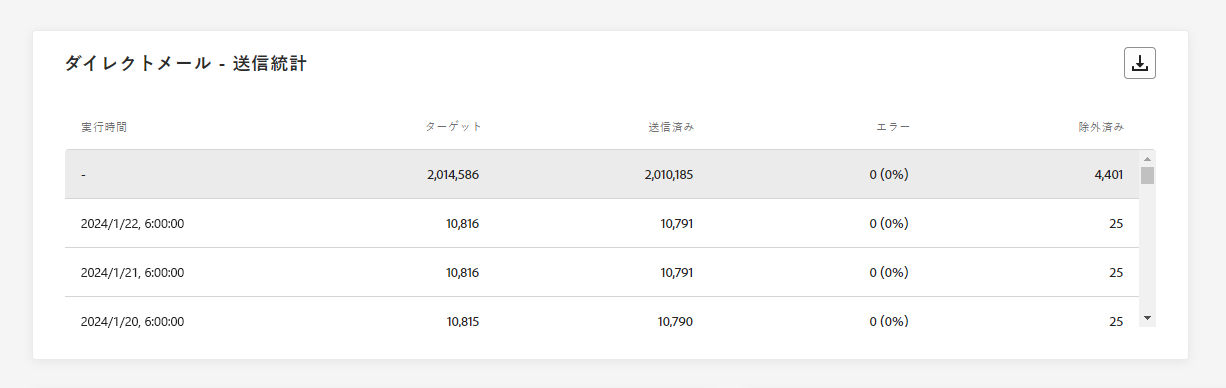 ダイレクトメール - 送信統計
実行時間 ターゲット 送信済み エラー 除外済み
- 2,014,586 2,010,185 0 (0%) 4,401
2024/1/22, 6:00:00 10,816 10,791 0 (0%) 25
2024/1/21, 6:00:00 10,816 10,791 0 (0%) 25
2024/1/20, 6:00:00 10,815 10,790 0 (0%) 25